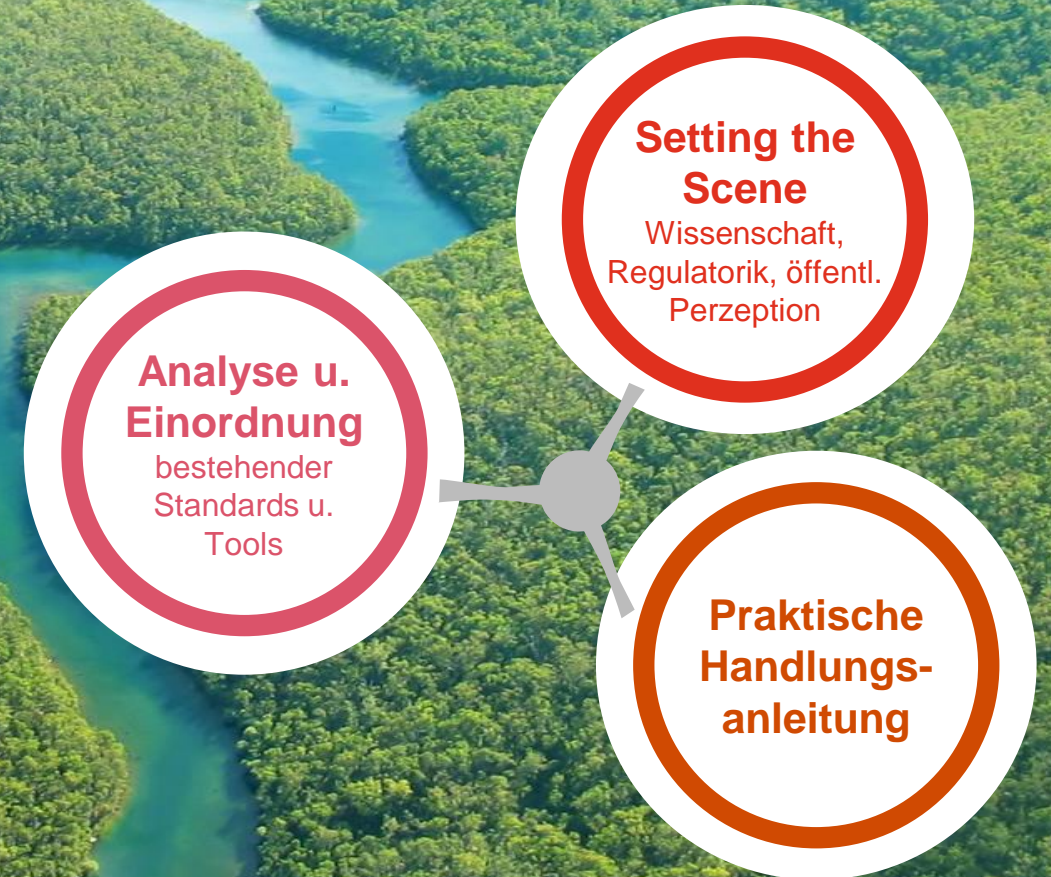 Setting the
Scene
Wissenschaft,
Regulatorik, öffentl.
Perzeption
Analyse u.
Einordnung
bestehender
Standards u.
Tools
Praktische
Handlungs-
anleitung